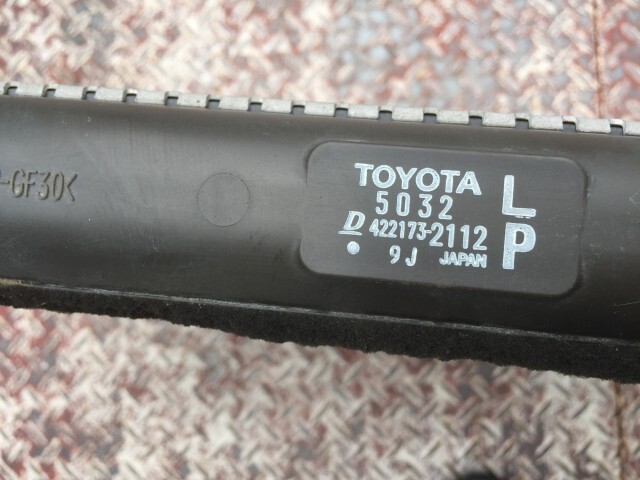 -GF30<
TOYOTA
5032
D 422173-2112
9J JAPAN
L
P